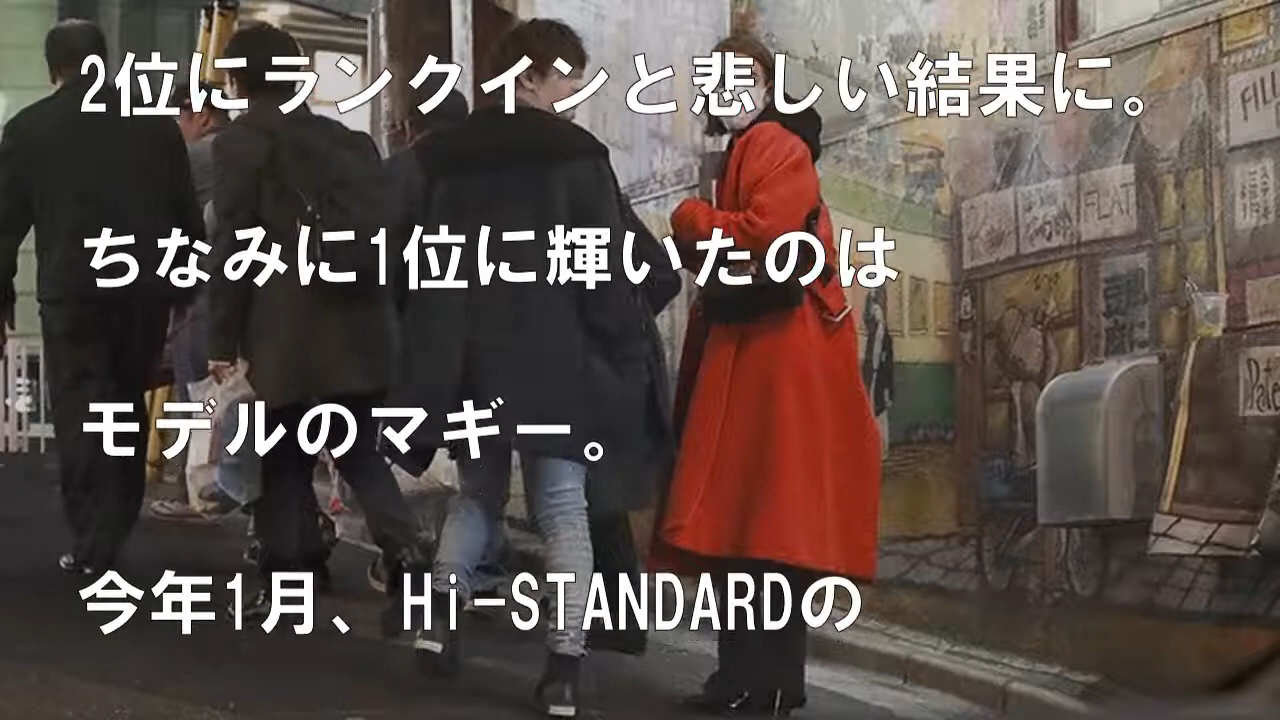 2位にランクインと悲しい結果に。
ちなみに1位に輝いたのは
モデルのマギー。
今年1月、Hi-STANDARDの
FLAT